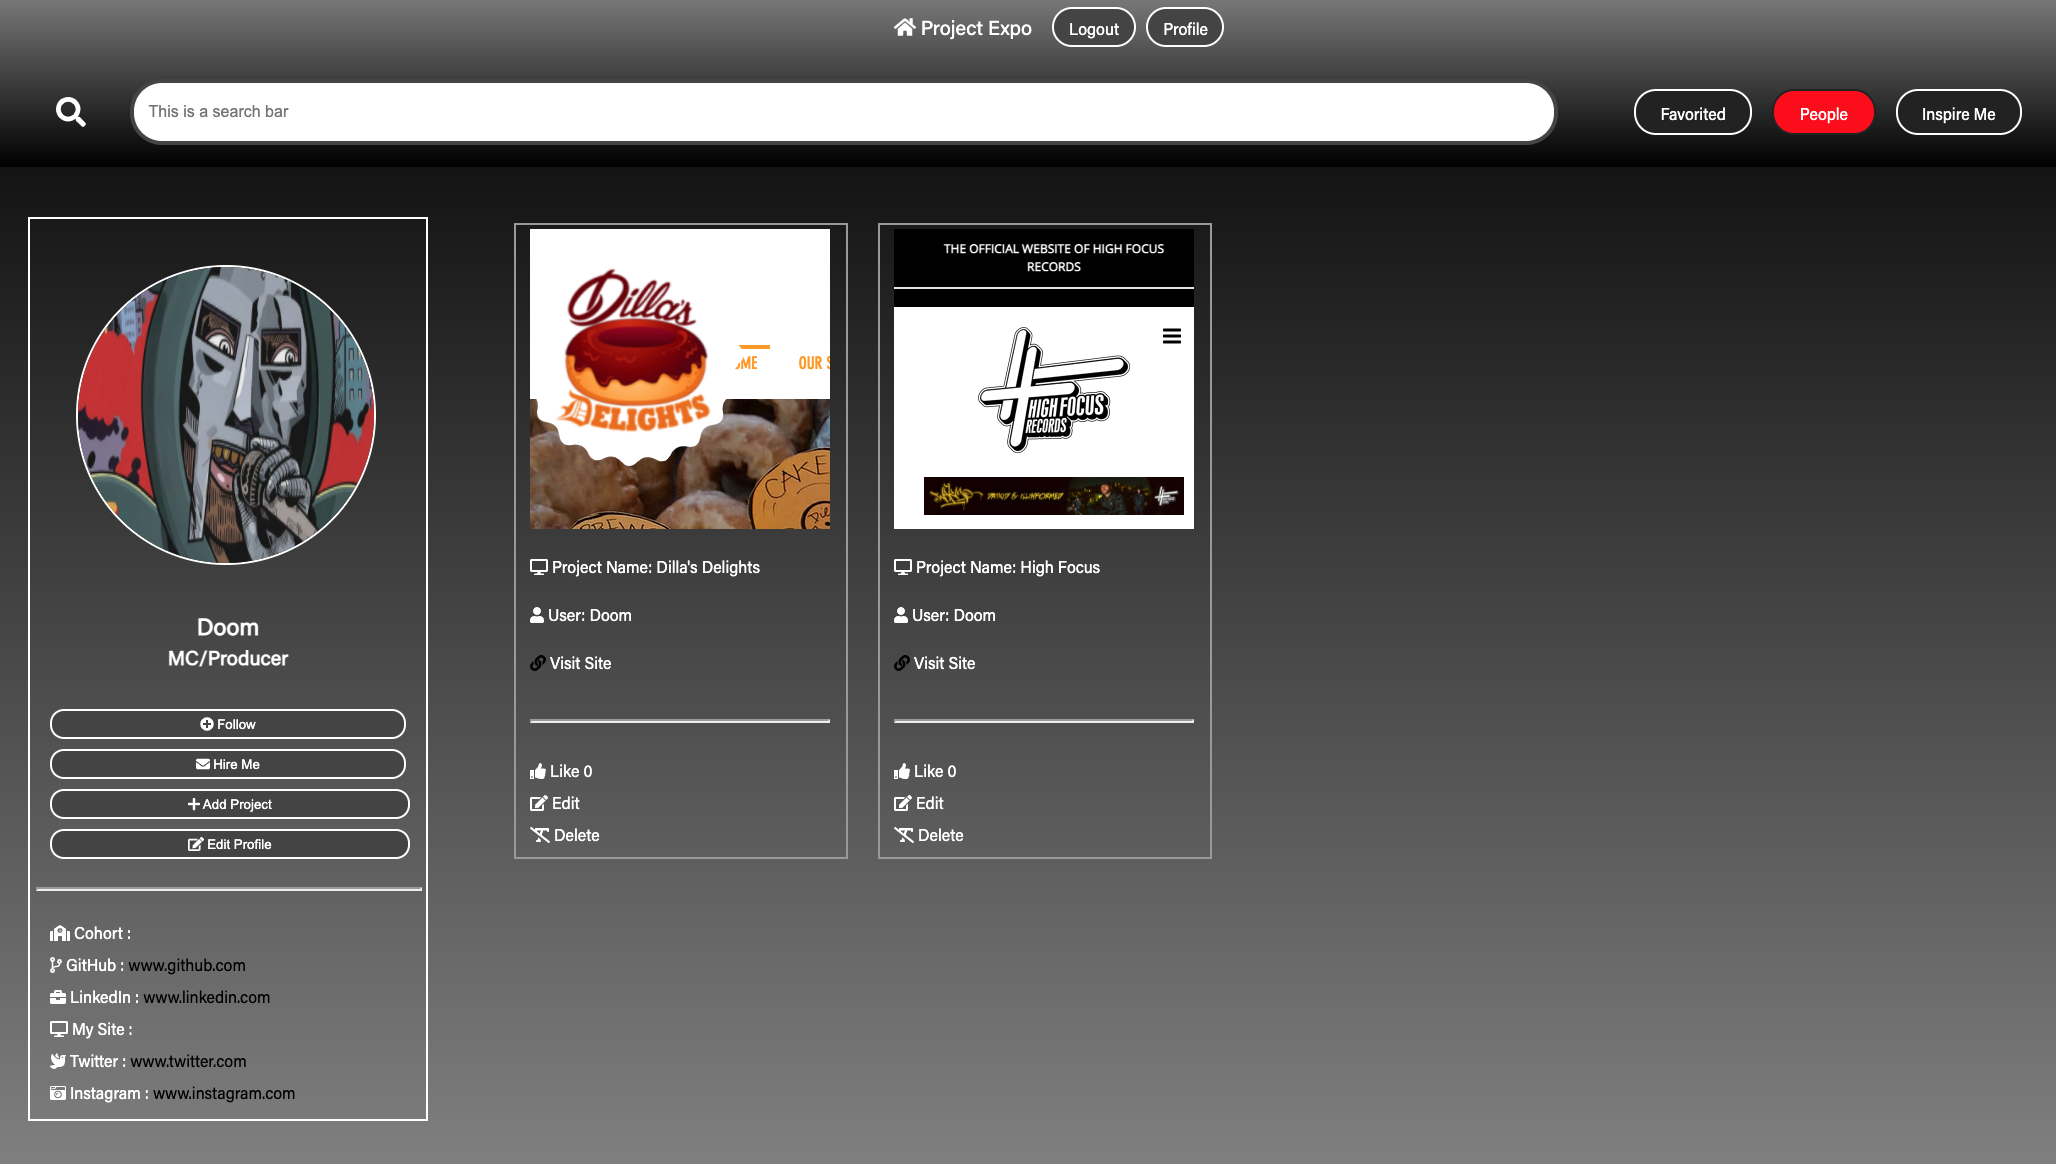 Project Expo
Logout
Profile
This is a search bar
Favorited
People
Inspire Me
Doom
MC/Producer
Follow
Hire Me
Add Project
Edit Profile
Cohort :
GitHub : www.github.com
LinkedIn : www.linkedin.com
My Site :
Twitter : www.twitter.com
Instagram : www.instagram.com
Dilla's
DELIGHTS
OME
OUR S
CAKE
BREW
Project Name: Dilla's Delights
User: Doom
Visit Site
Like 0
Edit
Delete
THE OFFICIAL WEBSITE OF HIGH FOCUS
RECORDS
HIGH FOCUS
RECORDS
Project Name: High Focus
User: Doom
Visit Site
Like 0
Edit
Delete